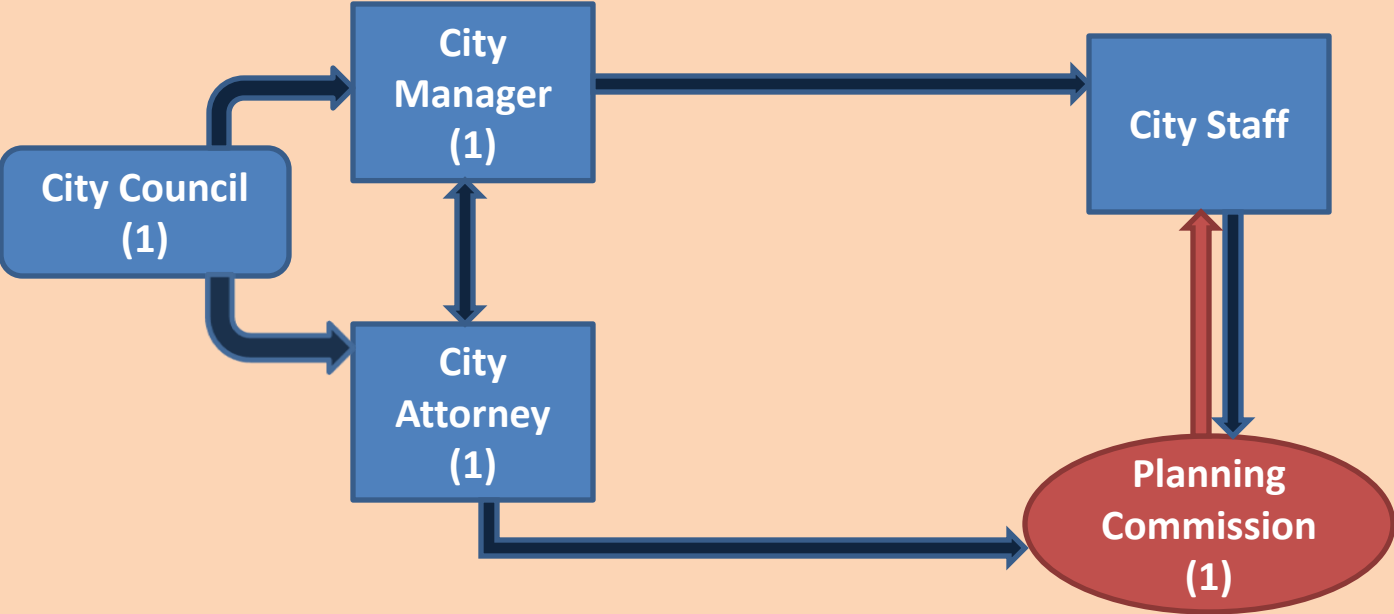 City
Manager
(1)
City Staff
City Council
(1)
City
Attorney
(1)
Planning
Commission
(1)